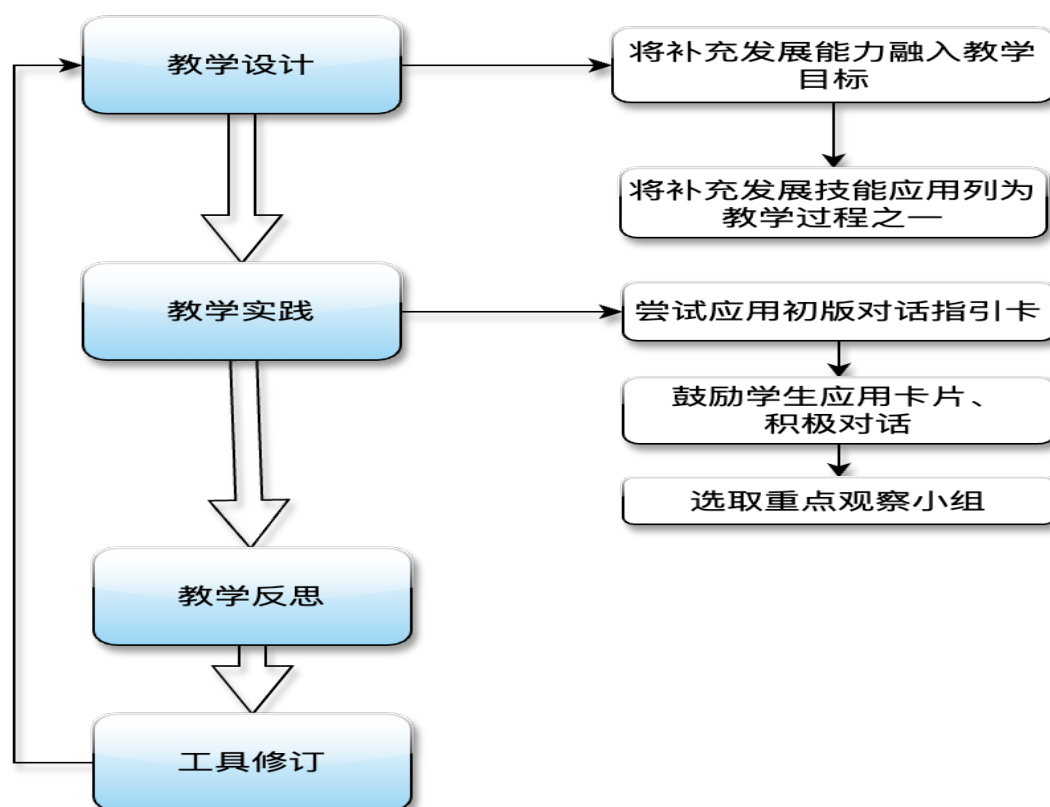 教学设计
将补充发展能力融入教学
目标
将补充发展技能应用列为
教学过程之一
教学实践
尝试应用初版对话指引卡
鼓励学生应用卡片、
积极对话
选取重点观察小组
教学反思
工具修订